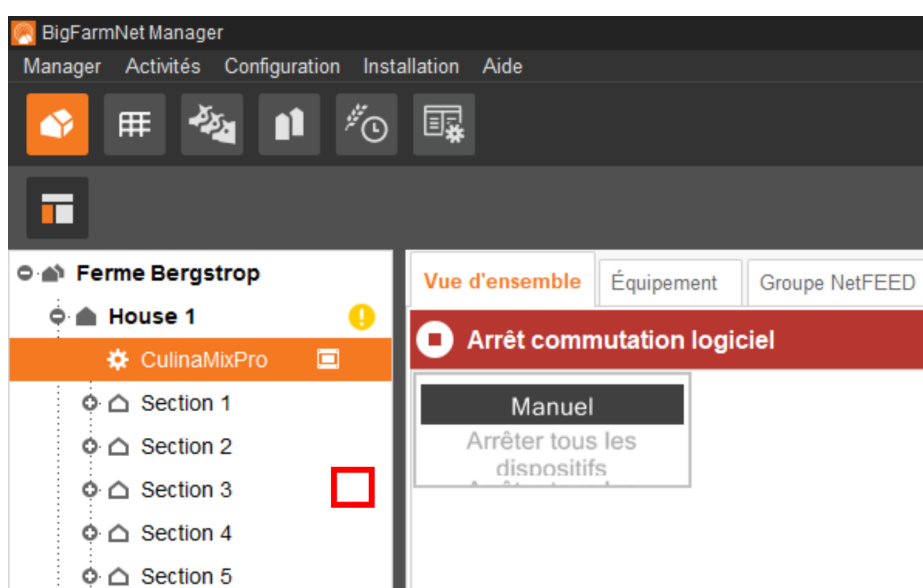 BigFarmNet Manager
Manager Activités Configuration Installation Aide
Ferme Bergstrop
House 1
CulinaMixPro
Section 1
Section 2
Section 3
Section 4
Section 5
Vue d'ensemble Équipement Groupe NetFEED
Arrêt commutation logiciel
Manuel
Arrêter tous les
dispositifs